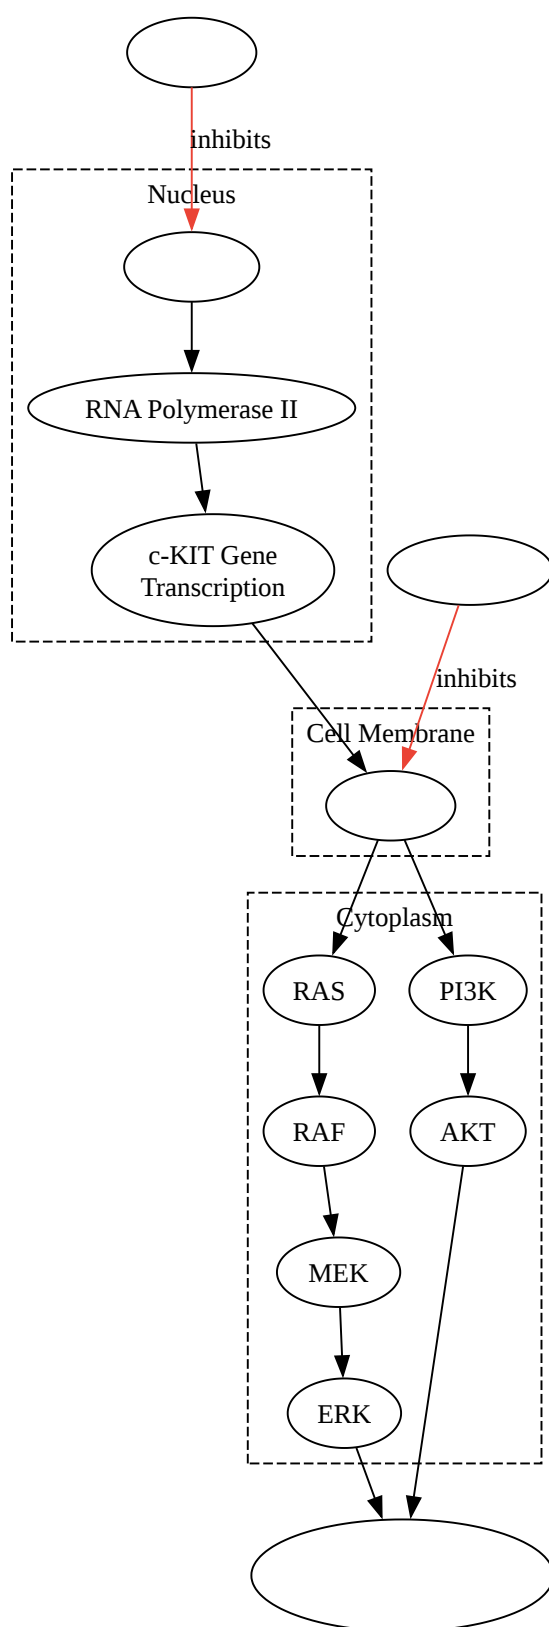 inhibits
Nucleus
RNA Polymerase II
c-KIT Gene
Transcription
inhibits
Cell Membrane
Cytoplasm
RAS
PI3K
RAF
AKT
MEK
ERK